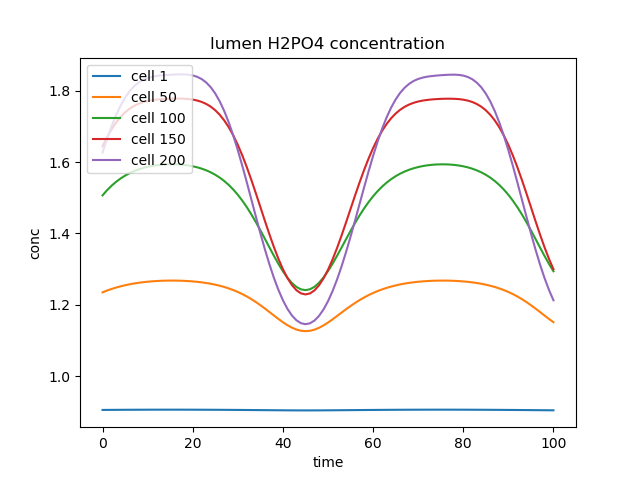 lumen H2PO4 concentration
cell 1
cell 50
cell 100
cell 150
cell 200
1.8
1.6
1.4
1.2
1.0
conc
0 20 40 60 80 100
time